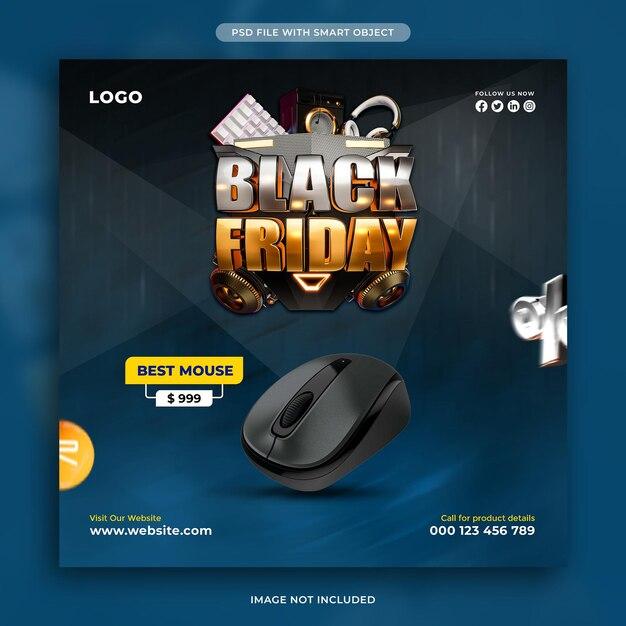 PSD FILE WITH SMART OBJECT
LOGO
FOLLOW US NOW
BLACK
FRIDAY
BEST MOUSE
$ 999
%
Visit Our Website
www.website.com
Call for product details
000 123 456 789
IMAGE NOT INCLUDED